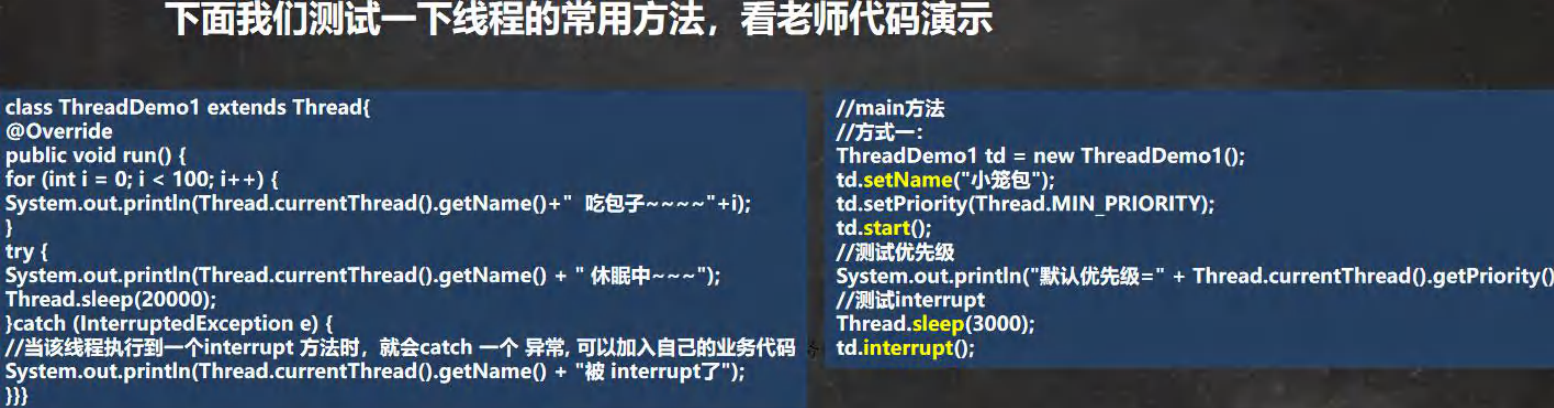 下面我们测试一下线程的常用方法，看老师代码演示
class ThreadDemo1 extends Thread{
@Override
public void run() {
for (int i = 0; i < 100; i++) {
System.out.println(Thread.currentThread().getName()+"  吃包子~~~~"+i);
}
try {
System.out.println(Thread.currentThread().getName() + " 休眠中~~~");
Thread.sleep(20000);
}catch (InterruptedException e) {
//当该线程执行到一个interrupt 方法时，就会catch 一个 异常, 可以加入自己的业务代码
System.out.println(Thread.currentThread().getName() + "被 interrupt了");
}}}
//main方法
//方式一：
ThreadDemo1 td = new ThreadDemo1();
td.setName("小笼包");
td.setPriority(Thread.MIN_PRIORITY);
td.start();
//测试优先级
System.out.println("默认优先级=" + Thread.currentThread().getPriority()
//测试interrupt
Thread.sleep(3000);
td.interrupt();